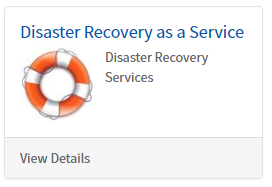 Disaster Recovery as a Service
Disaster Recovery
Services
View Details